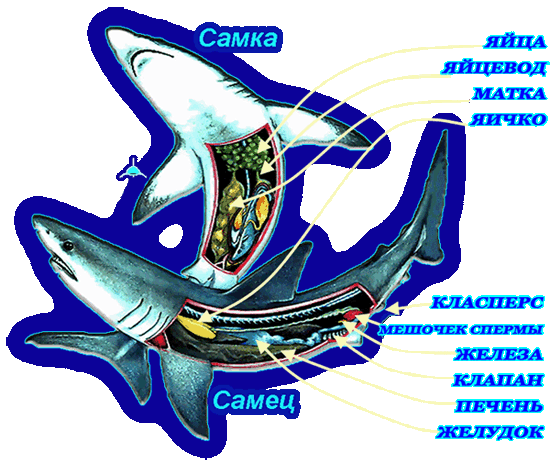 Самка
ЯЙЦА
ЯЙЦЕВОД
МАТКА
ЯИЧКО
КЛАСПЕРС
МЕШОЧЕК СПЕРМЫ
ЖЕЛЕЗА
КЛАПАН
ПЕЧЕНЬ
ЖЕЛУДОК
Самец